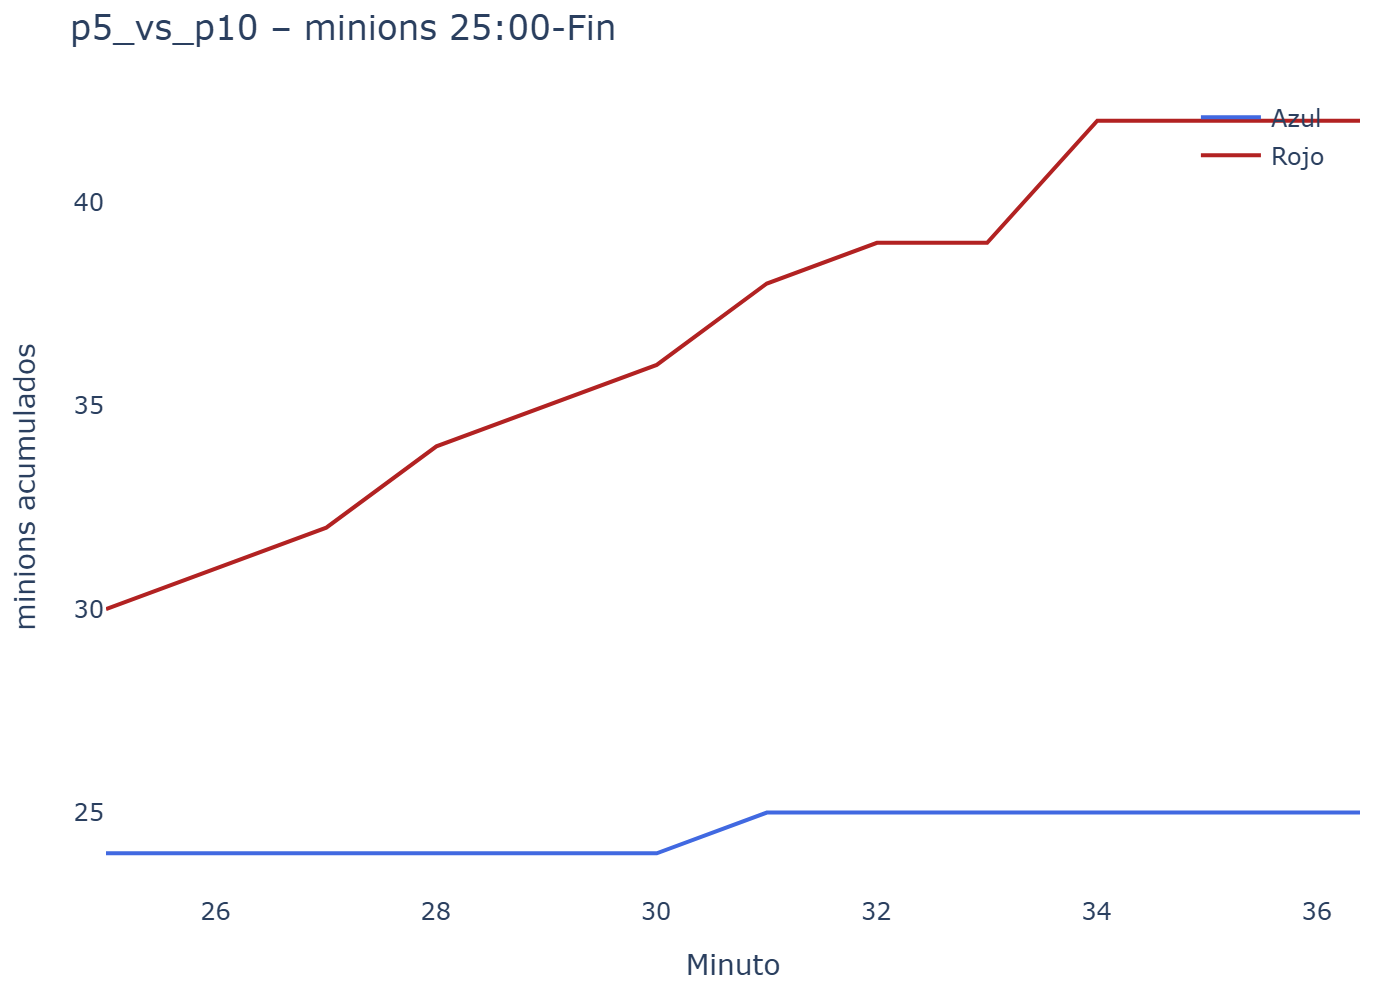 p5_vs_p10 – minions 25:00-Fin
Azul
Rojo
40
35
30
25
minions acumulados
26 28 30 32 34 36
Minuto